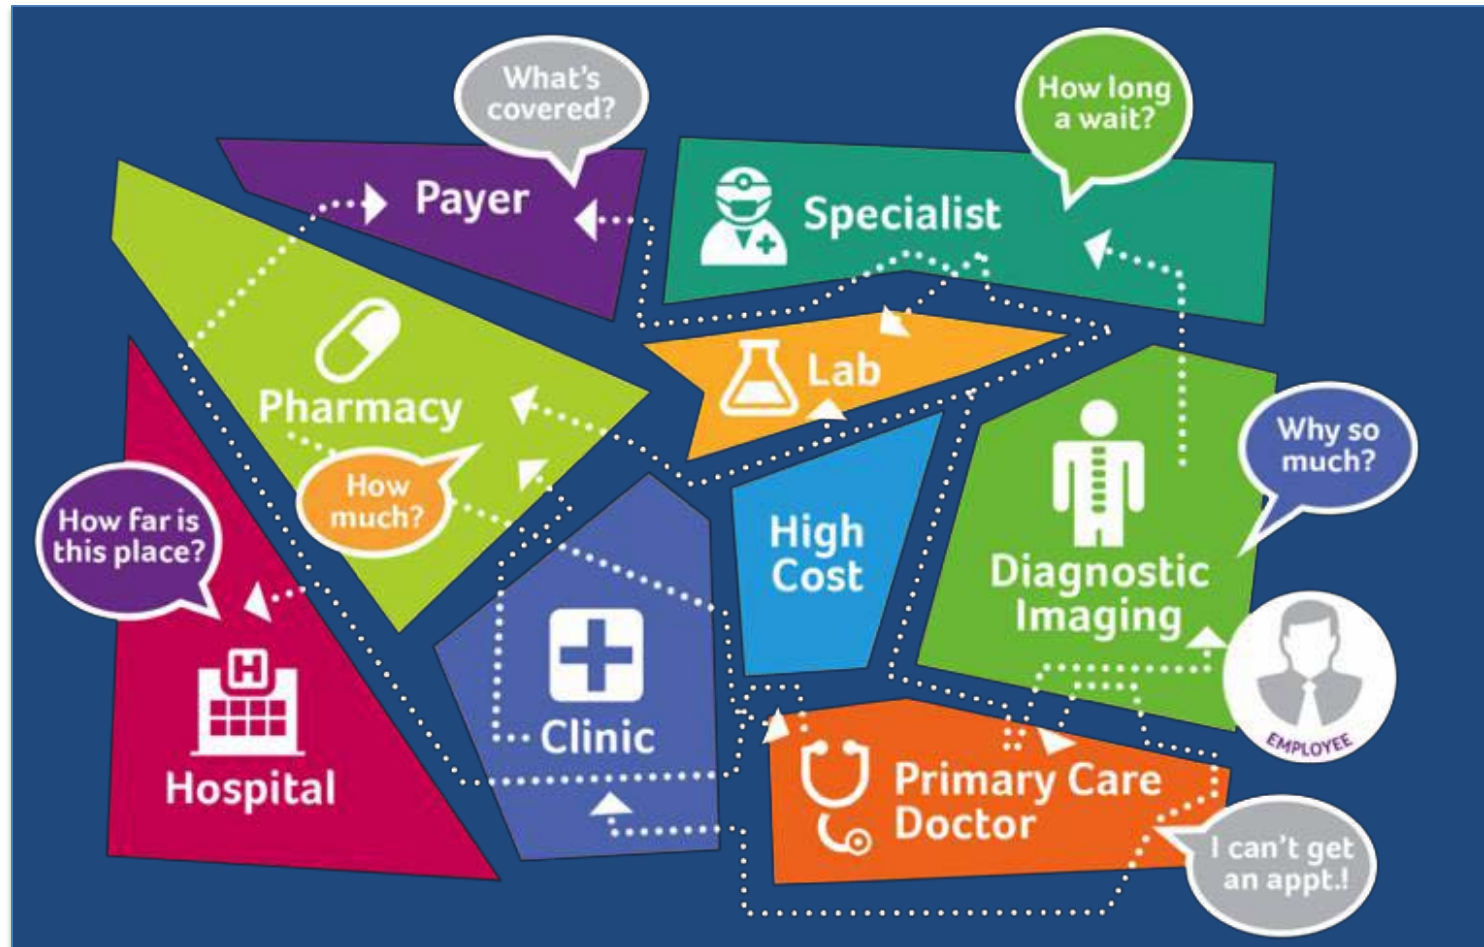 What's
covered?
How long
a wait?
Payer
Specialist
Lab
Pharmacy
Why so
much?
How
much?
How far is
this place?
High
Cost
Diagnostic
Imaging
Clinic
EMPLOYEE
H
Hospital
Primary Care
Doctor
I can't get
an appt.!